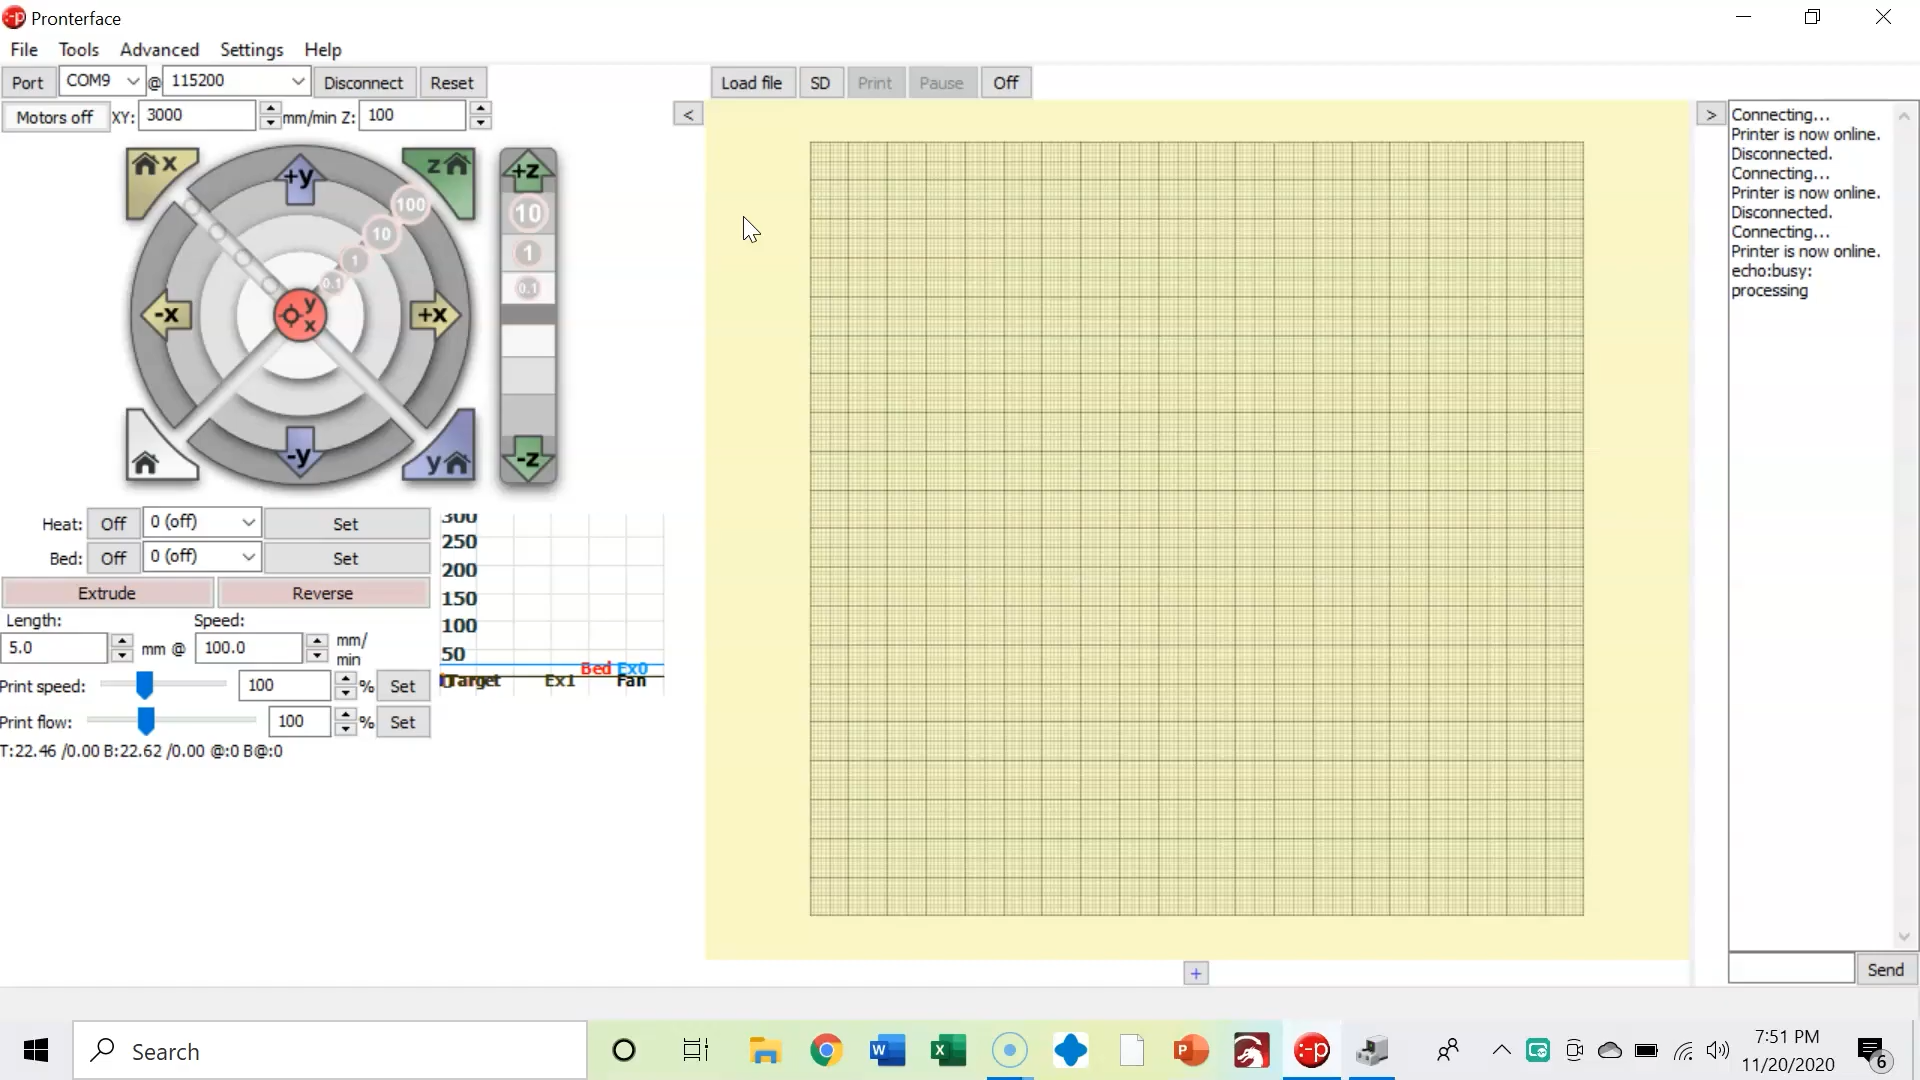 Pronterface
File Tools Advanced Settings Help
Port COM9 @ 115200 Disconnect Reset Load file SD Print Pause Off
Motors off XY: 3000 mm/min Z: 100 < >
x +y z +z
100 10 1 0.1 10 1 0.1
-x y x +x
-y y -z
Heat: Off 0 (off) Set
Bed: Off 0 (off) Set
Extrude Reverse
Length: Speed:
5.0 mm @ 100.0 mm/
min
Print speed: 100 % Set
Print flow: 100 % Set
T:22.46 /0.00 B:22.62 /0.00 @:0 B@:0
300
250
200
150
100
50
Bed Ex0
Target Ex1 Fan
+
Connecting...
Printer is now online.
Disconnected.
Connecting...
Printer is now online.
Disconnected.
Connecting...
Printer is now online.
echo:busy:
processing
Send
Search
W X P :-p
7:51 PM
11/20/2020
6